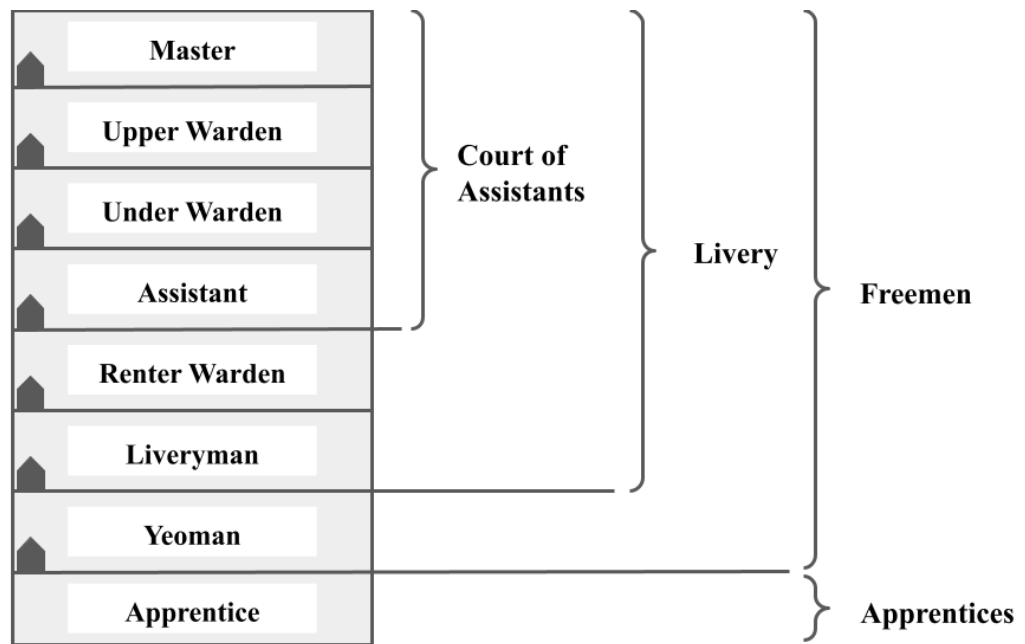 Master
Upper Warden
Under Warden
Assistant
Renter Warden
Liveryman
Yeoman
Apprentice
Court of
Assistants
Livery
Freemen
Apprentices